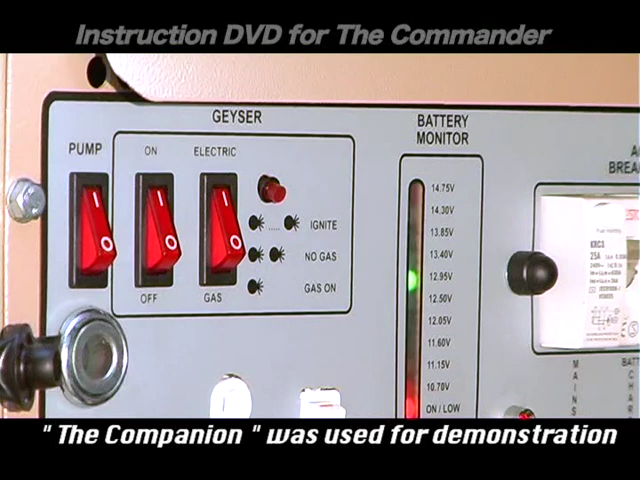 Instruction DVD for The Commander
GEYSER
BATTERY
MONITOR
PUMP
ON
ELECTRIC
IGNITE
NO GAS
GAS ON
OFF
GAS
14.75V
14.30V
13.85V
13.40V
12.95V
12.50V
12.05V
11.60V
11.15V
10.70V
ON / LOW
25A
MAINS
" The Companion " was used for demonstration